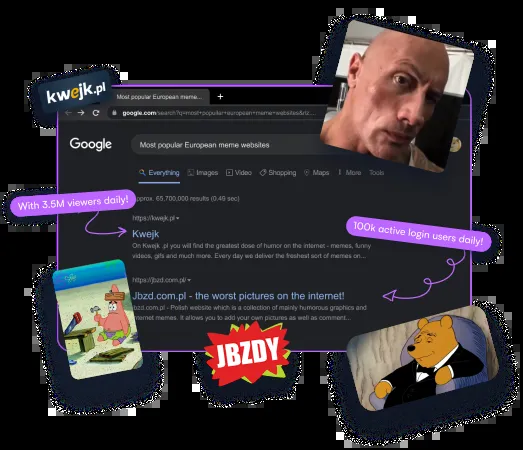 kwejk.pl
Most popular European meme...
google.com/search?q=most+popular+european+meme+websites&rlz...
Google
Most popular European meme websites
Everything Images Video Shopping Maps More Tools
approx. 65,700,000 results (0.49 sec)
With 3.5M viewers daily!
https://kwejk.pl
100k active login users daily!
Kwejk
On Kwejk .pl you will find the greatest dose of humor on the internet - memes, funny
videos, gifs and much more. Every day we deliver the freshest sort of memes on...
https://jbzd.com.pl/
Jbzd.com.pl - the worst pictures on the internet!
jbzd.com.pl - Polish website which is a collection of mainly humorous graphics and
internet memes. It allows you to add your own pictures as well as comment...
JBZDY